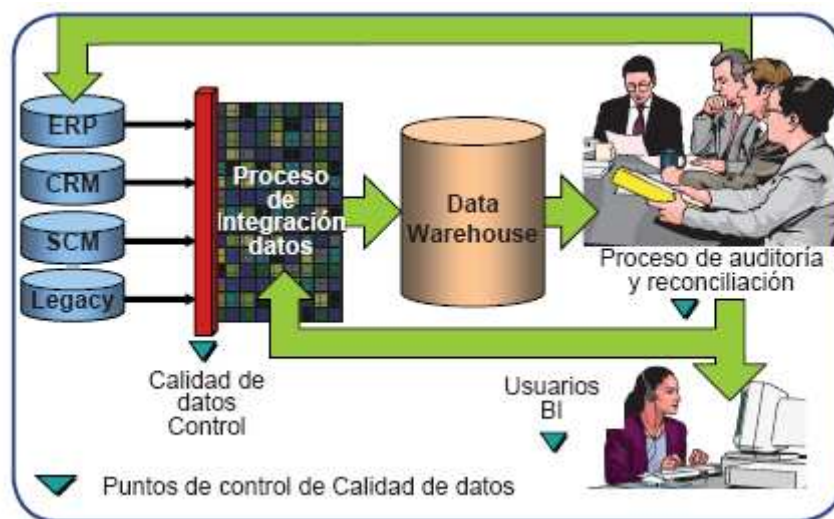 ERP
CRM
SCM
Legacy
Proceso
de
Integración
datos
Data
Warehouse
Proceso de auditoría
y reconciliación
Calidad de
datos
Control
Usuarios
BI
Puntos de control de Calidad de datos